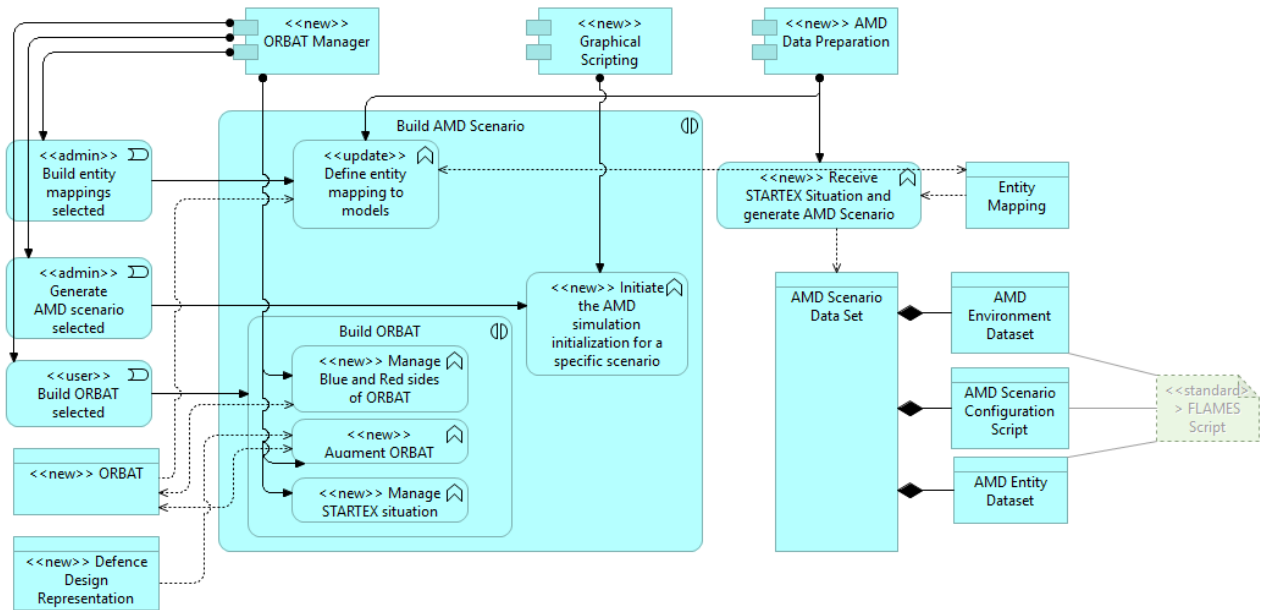 <<new>>
ORBAT Manager
<<new>>
Graphical
Scripting
<<new>> AMD
Data Preparation
Build AMD Scenario
<<admin>>
Build entity
mappings
selected
<<update>>
Define entity
mapping to
models
<<new>> Receive
STARTEX Situation and
generate AMD Scenario
Entity
Mapping
<<admin>>
Generate
AMD scenario
selected
<<new>> Initiate
the AMD
simulation
initialization for a
specific scenario
AMD Scenario
Data Set
AMD
Environment
Dataset
Build ORBAT
<<new>> Manage
Blue and Red sides
of ORBAT
<<user>>
Build ORBAT
selected
AMD Scenario
Configuration
Script
<<standard>
> FLAMES
Script
<<new>>
Augment ORBAT
<<new>> ORBAT
<<new>> Manage
STARTEX situation
AMD Entity
Dataset
<<new>> Defence
Design
Representation